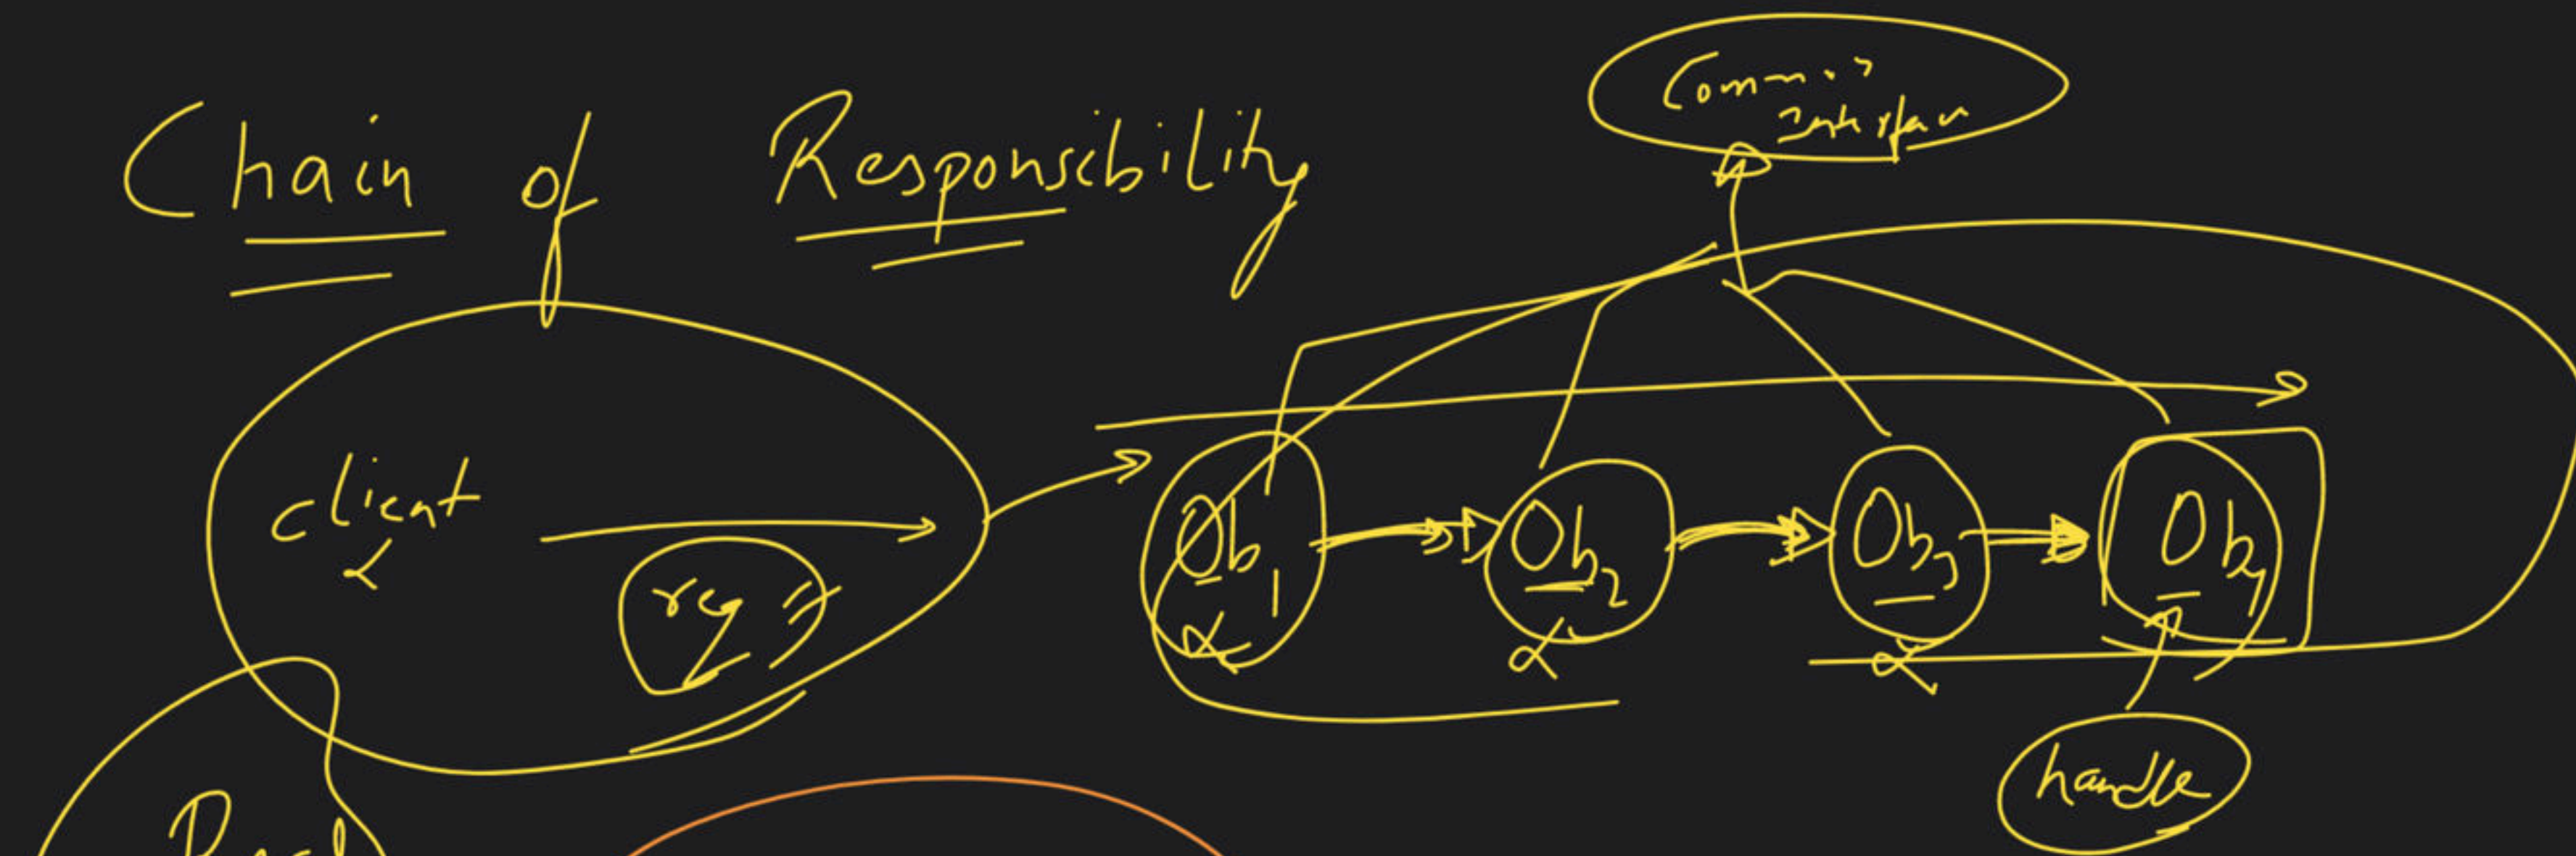 Chain of Responsibility
Common
Interface
client
req
Ob1
Ob2
Ob3
Ob4
handle